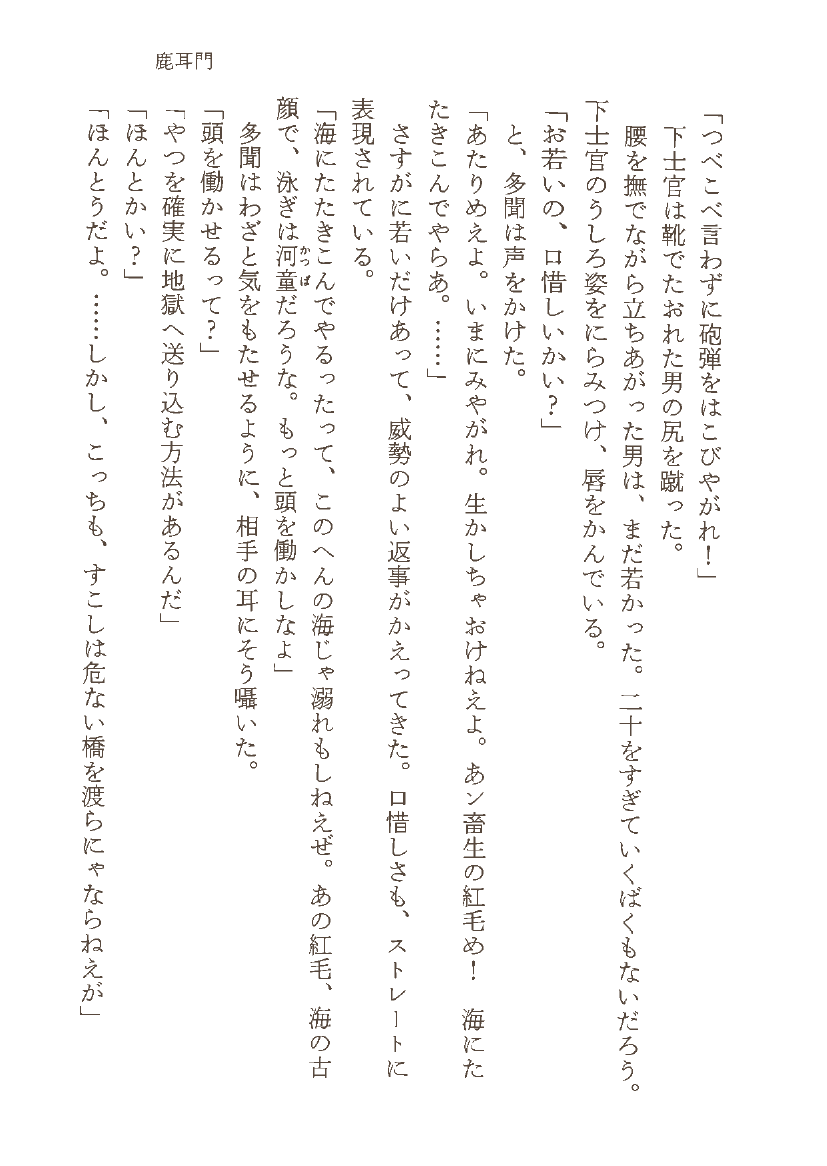 鹿耳門
「つべこべ言わずに砲弾をはこびやがれ！」
下士官は靴でたおれた男の尻を蹴った。
腰を撫でながら立ちあがった男は、まだ若かった。二十をすぎていくばくもないだろう。
下士官のうしろ姿をにらみつけ、唇をかんでいる。
「お若いの、口惜しいかい？」
と、多聞は声をかけた。
「あたりめえよ。いまにみやがれ。生かしちゃおけねえよ。あン畜生の紅毛め！　海にた
たきこんでやらあ。……」
さすがに若いだけあって、威勢のよい返事がかえってきた。口惜しさも、ストレートに
表現されている。
「海にたたきこんでやるったって、このへんの海じゃ溺れもしねえぜ。あの紅毛、海の古
顔で、泳ぎは河童だろうな。もっと頭を働かしなよ」
かっぱ
多聞はわざと気をもたせるように、相手の耳にそう囁いた。
「頭を働かせるって？」
「やつを確実に地獄へ送り込む方法があるんだ」
「ほんとかい？」
「ほんとうだよ。……しかし、こっちも、すこしは危ない橋を渡らにゃならねえが」